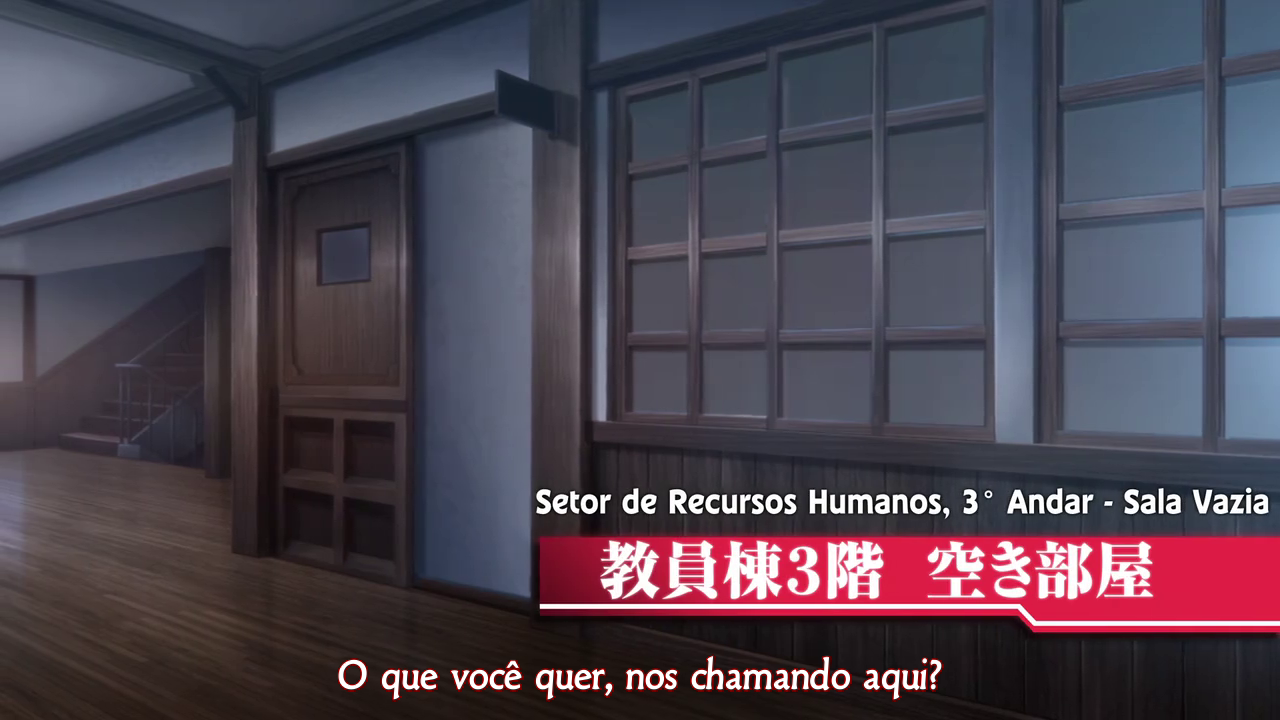 Setor de Recursos Humanos, 3° Andar - Sala Vazia
教員棟3階 空き部屋
O que você quer, nos chamando aqui?